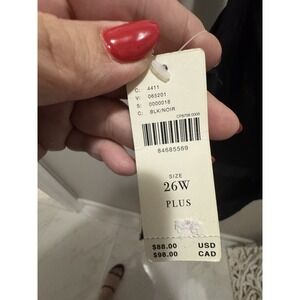 C: 4411
V: 065201
S: 0000018
C: BLK/NOIR
84685569
SIZE
26W
PLUS
$88.00 USD
$98.00 CAD